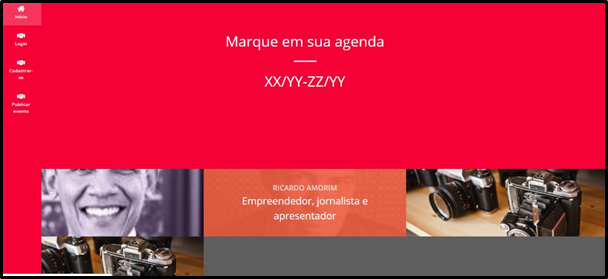 Início
Login
Cadastrar-
se
Publicar
evento
Marque em sua agenda
XX/YY-ZZ/YY
RICARDO AMORIM
Empreendedor, jornalista e
apresentador